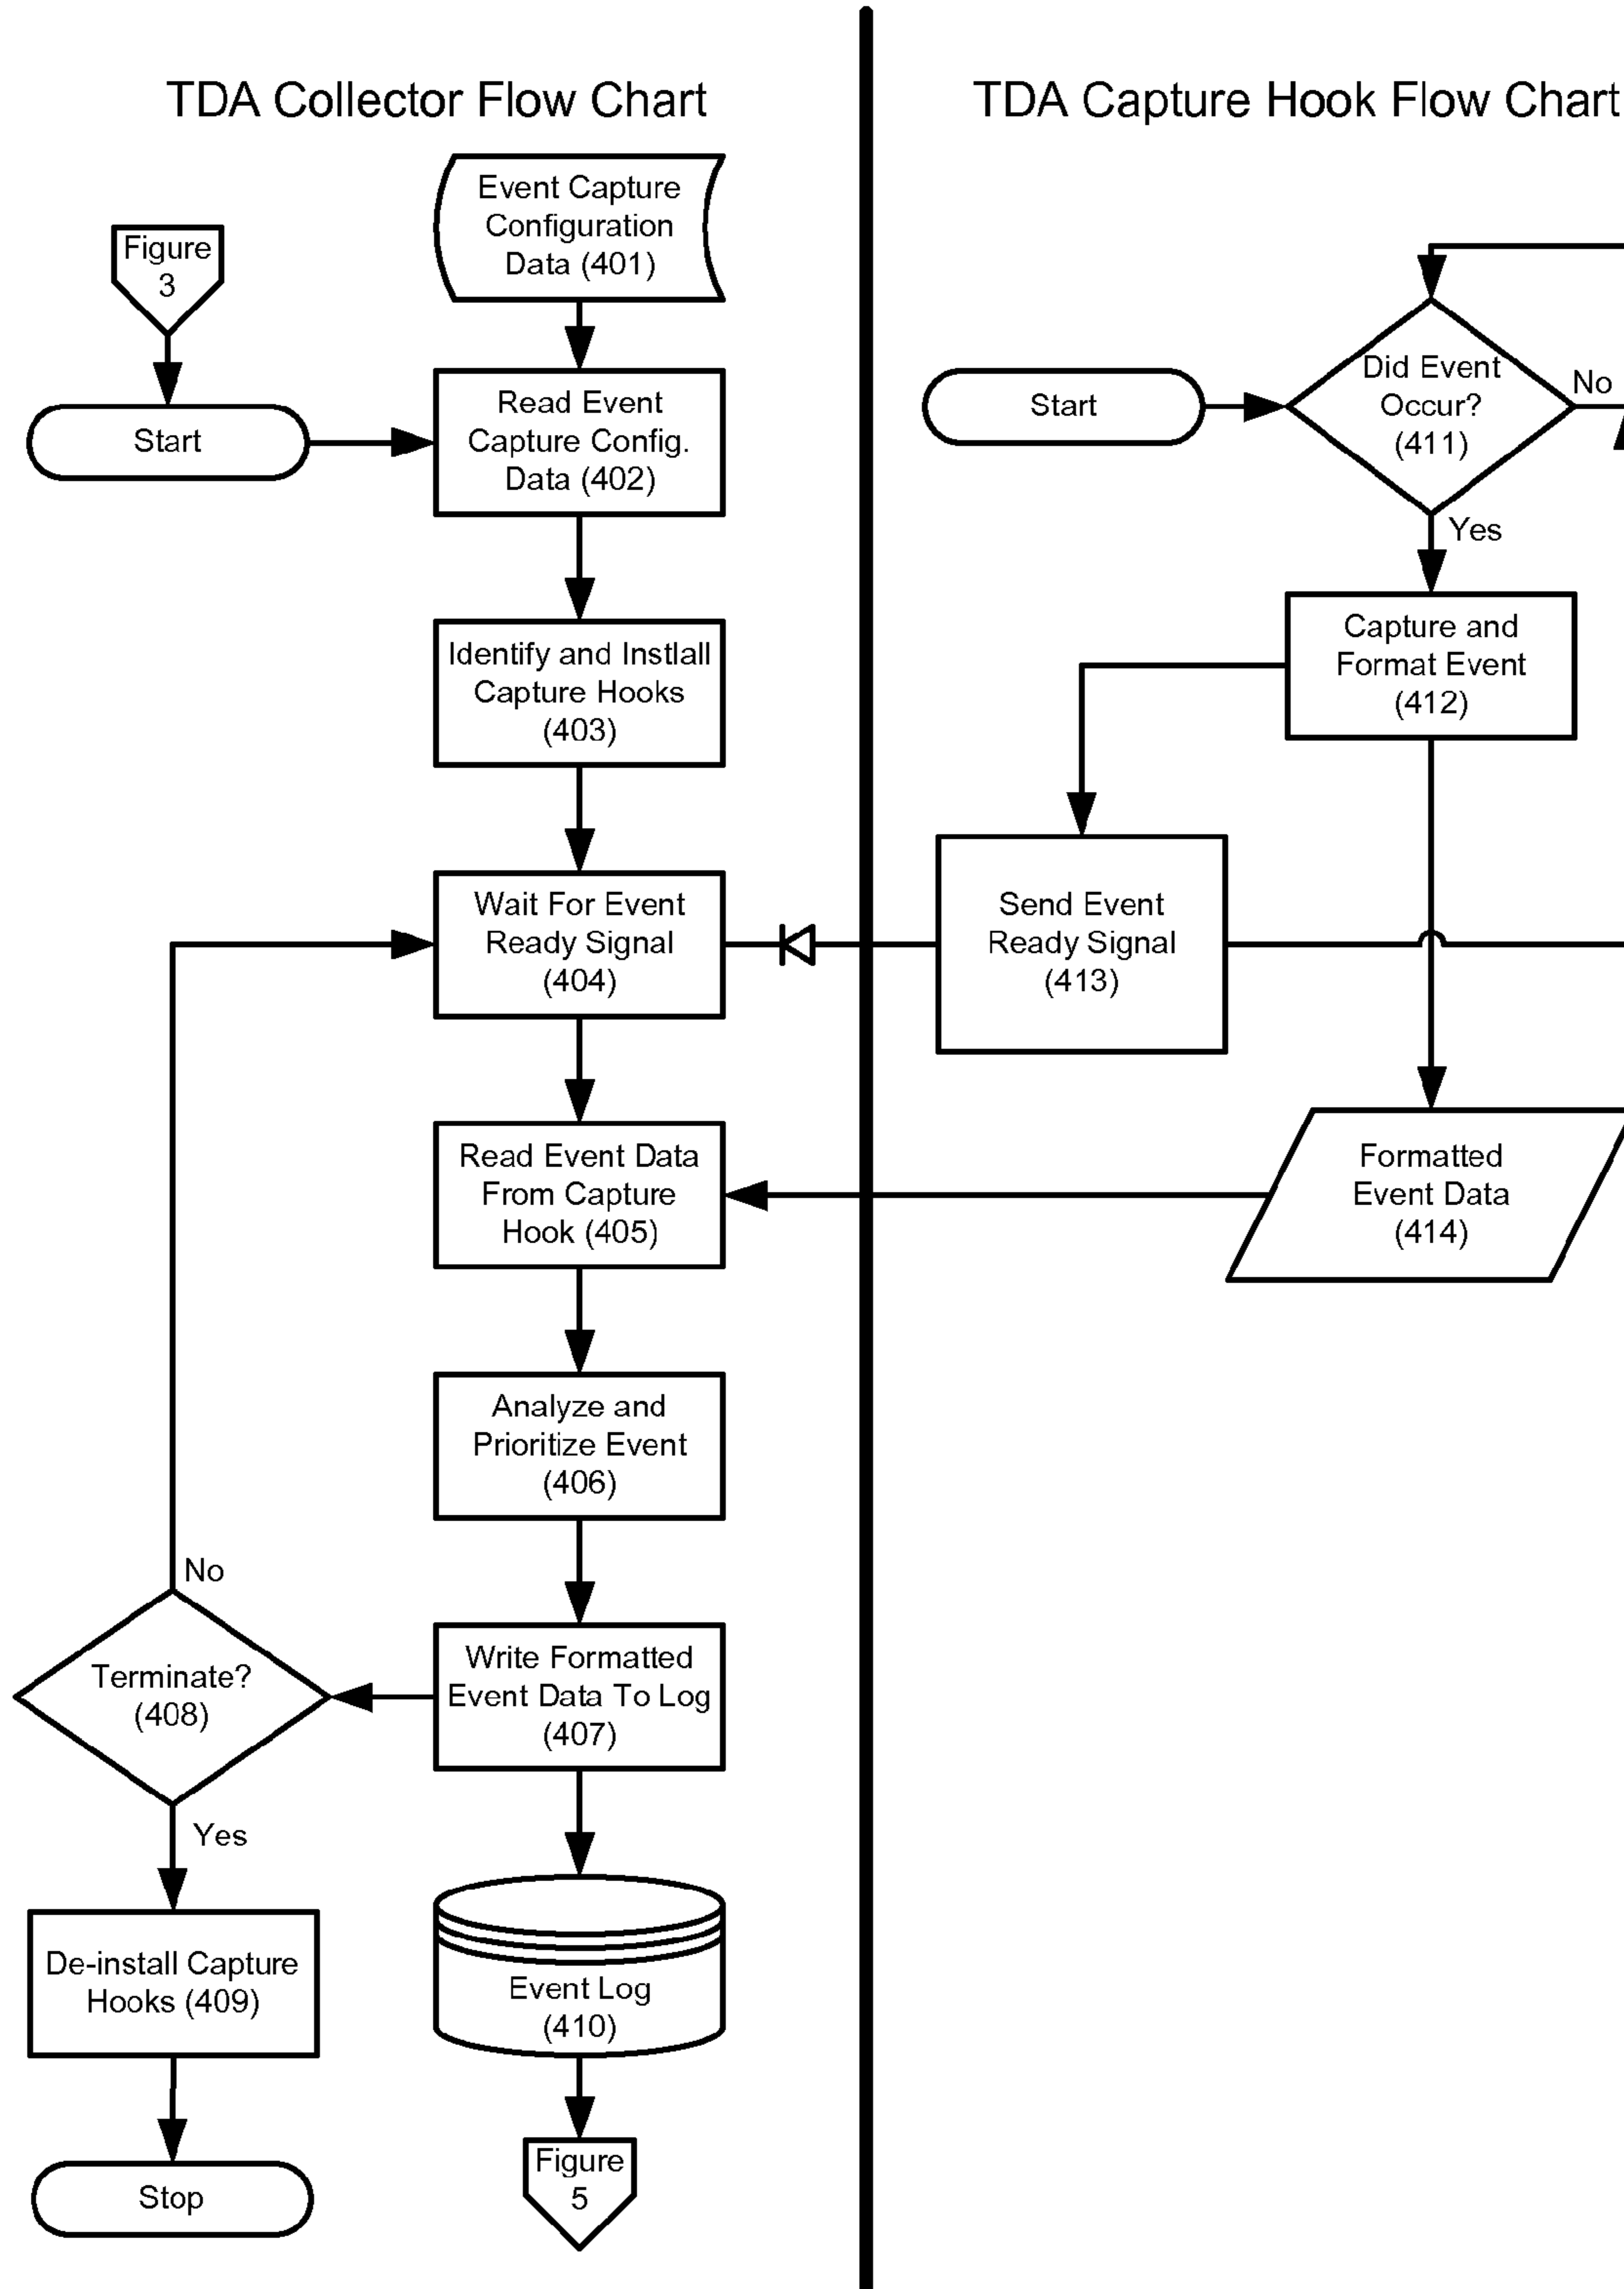 TDA Collector Flow Chart
Figure
3
Start
Event Capture
Configuration
Data (401)
Read Event
Capture Config.
Data (402)
Identify and Instlall
Capture Hooks
(403)
Wait For Event
Ready Signal
(404)
Read Event Data
From Capture
Hook (405)
Analyze and
Prioritize Event
(406)
No
Terminate?
(408)
Write Formatted
Event Data To Log
(407)
Yes
De-install Capture
Hooks (409)
Event Log
(410)
Stop
Figure
5
TDA Capture Hook Flow Chart
Start
Did Event
Occur?
(411)
No
Yes
Capture and
Format Event
(412)
Send Event
Ready Signal
(413)
Formatted
Event Data
(414)